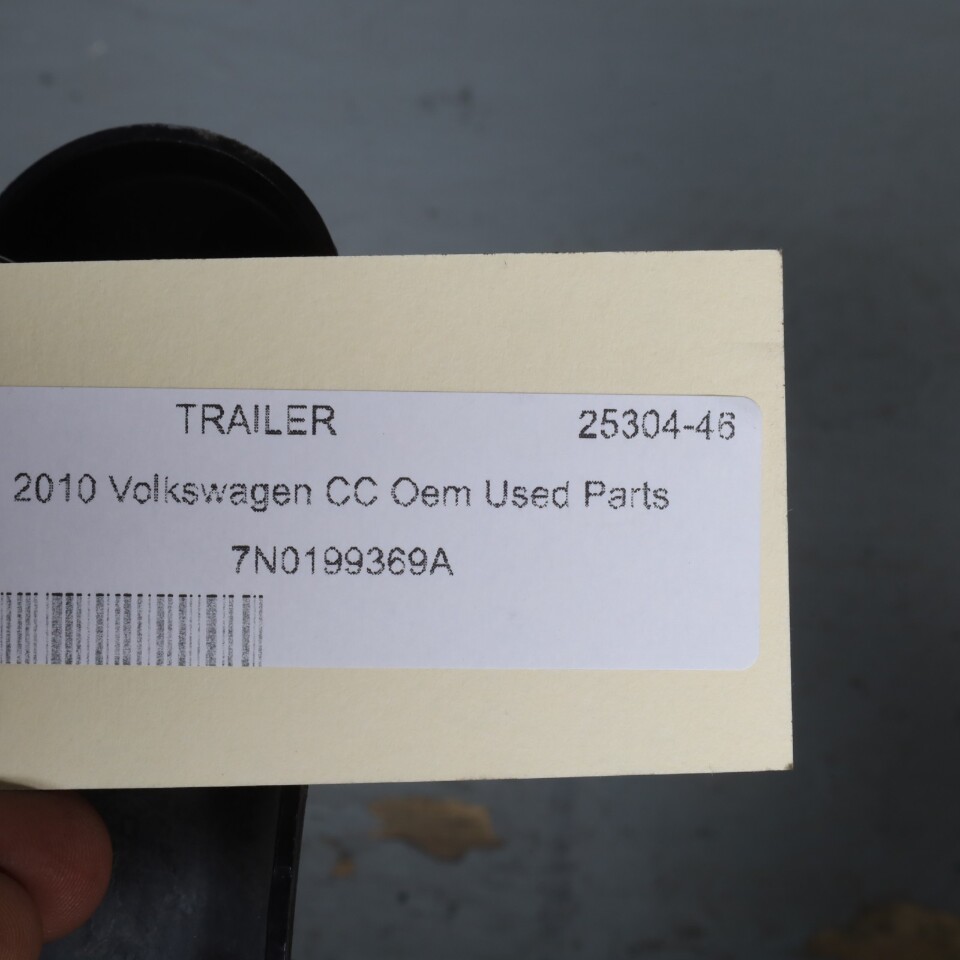 TRAILER 25304-46
2010 Volkswagen CC Oem Used Parts
7N0199369A